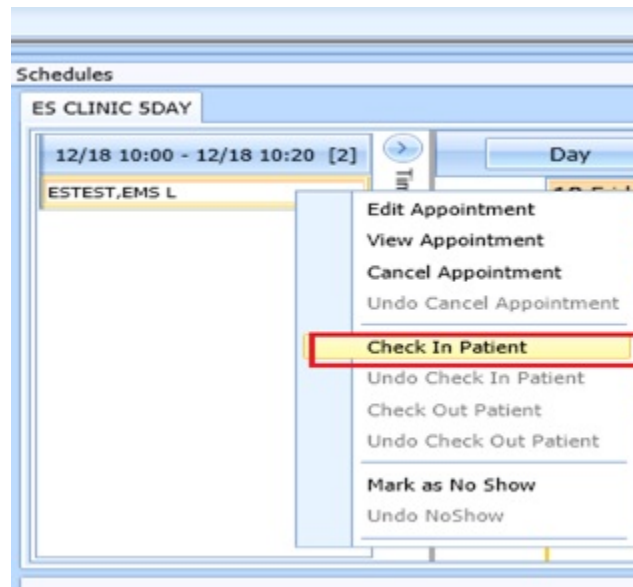 Schedules
ES CLINIC 5DAY
12/18 10:00 - 12/18 10:20 [2]
Day
ESTEST,EMS L
Edit Appointment
View Appointment
Cancel Appointment
Undo Cancel Appointment
Check In Patient
Undo Check In Patient
Check Out Patient
Undo Check Out Patient
Mark as No Show
Undo NoShow